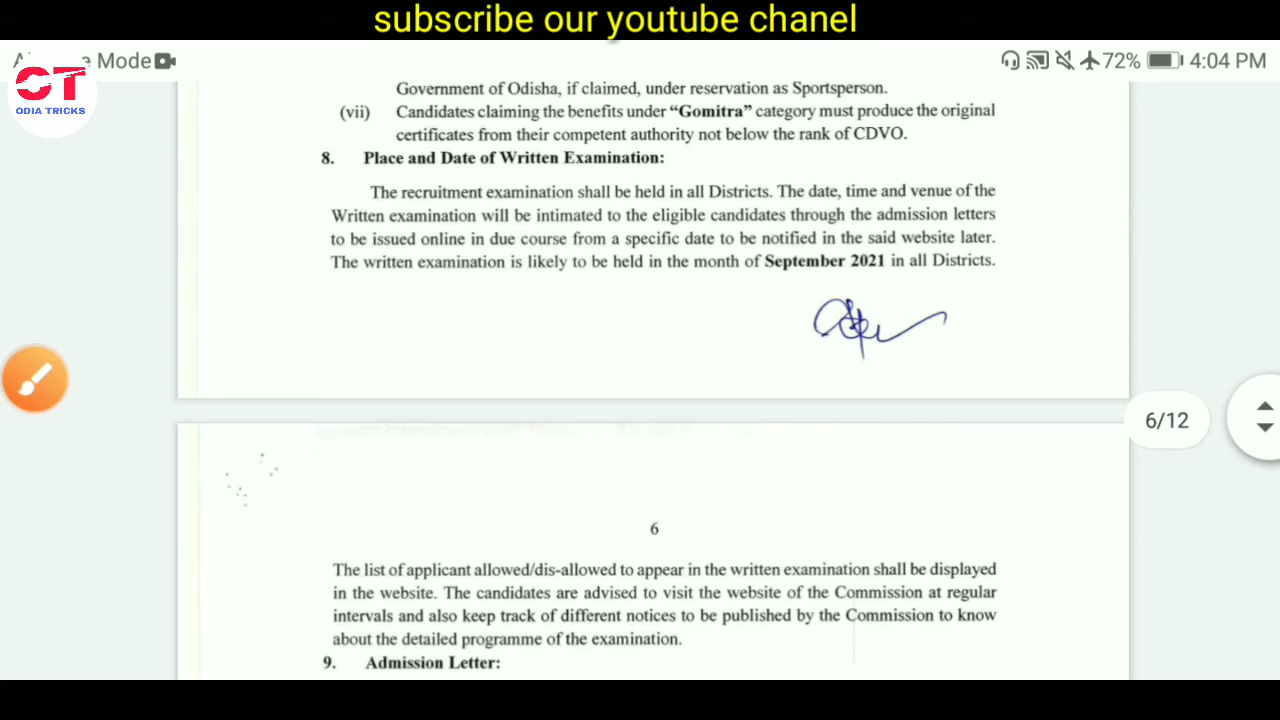 subscribe our youtube chanel
Mode 72% 4:04 PM
OT
ODIA TRICKS
Government of Odisha, if claimed, under reservation as Sportsperson.
(vii) Candidates claiming the benefits under “Gomitra” category must produce the original
certificates from their competent authority not below the rank of CDVO.
8. Place and Date of Written Examination:
The recruitment examination shall be held in all Districts. The date, time and venue of the
Written examination will be intimated to the eligible candidates through the admission letters
to be issued online in due course from a specific date to be notified in the said website later.
The written examination is likely to be held in the month of September 2021 in all Districts.
6/12
6
The list of applicant allowed/dis-allowed to appear in the written examination shall be displayed
in the website. The candidates are advised to visit the website of the Commission at regular
intervals and also keep track of different notices to be published by the Commission to know
about the detailed programme of the examination.
9. Admission Letter: